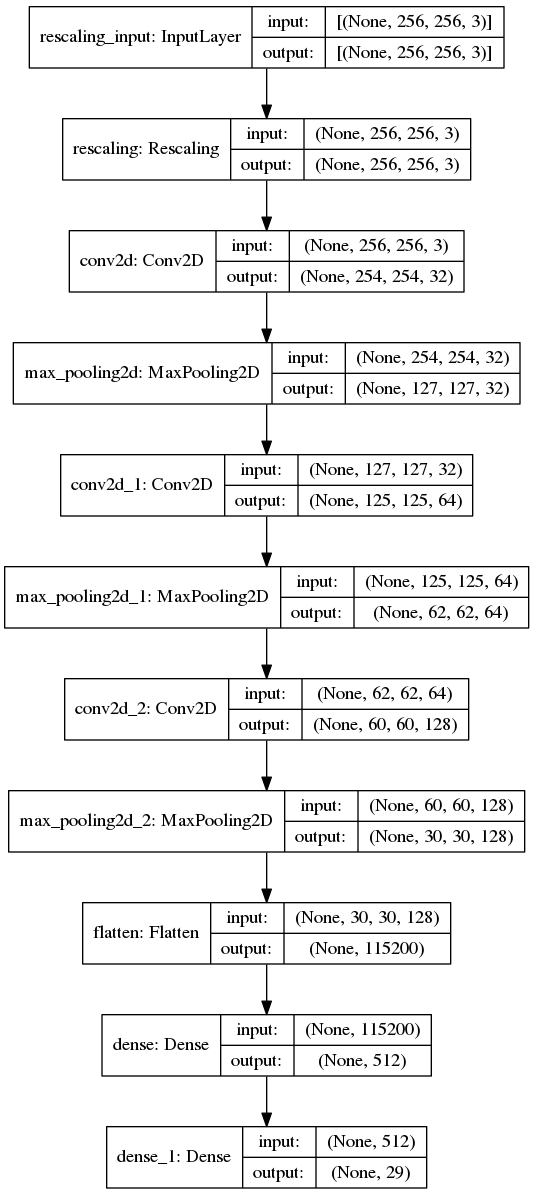 rescaling_input: InputLayer
input: [(None, 256, 256, 3)]
output: [(None, 256, 256, 3)]
rescaling: Rescaling
input: (None, 256, 256, 3)
output: (None, 256, 256, 3)
conv2d: Conv2D
input: (None, 256, 256, 3)
output: (None, 254, 254, 32)
max_pooling2d: MaxPooling2D
input: (None, 254, 254, 32)
output: (None, 127, 127, 32)
conv2d_1: Conv2D
input: (None, 127, 127, 32)
output: (None, 125, 125, 64)
max_pooling2d_1: MaxPooling2D
input: (None, 125, 125, 64)
output: (None, 62, 62, 64)
conv2d_2: Conv2D
input: (None, 62, 62, 64)
output: (None, 60, 60, 128)
max_pooling2d_2: MaxPooling2D
input: (None, 60, 60, 128)
output: (None, 30, 30, 128)
flatten: Flatten
input: (None, 30, 30, 128)
output: (None, 115200)
dense: Dense
input: (None, 115200)
output: (None, 512)
dense_1: Dense
input: (None, 512)
output: (None, 29)